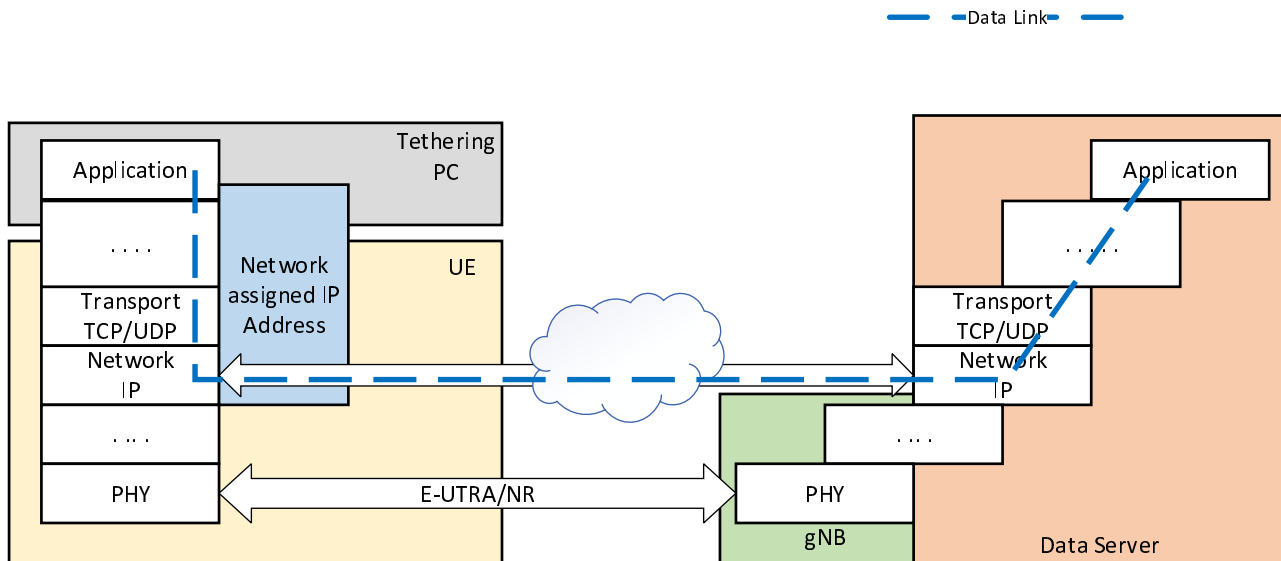 Data Link
Tethering
PC
Application
. . . .
UE
Network
assigned IP
Address
Transport
TCP/UDP
Network
IP
. ... .
PHY
E-UTRA/NR
Application
. ... .
Transport
TCP/UDP
Network
IP
. ... .
PHY
gNB
Data Server